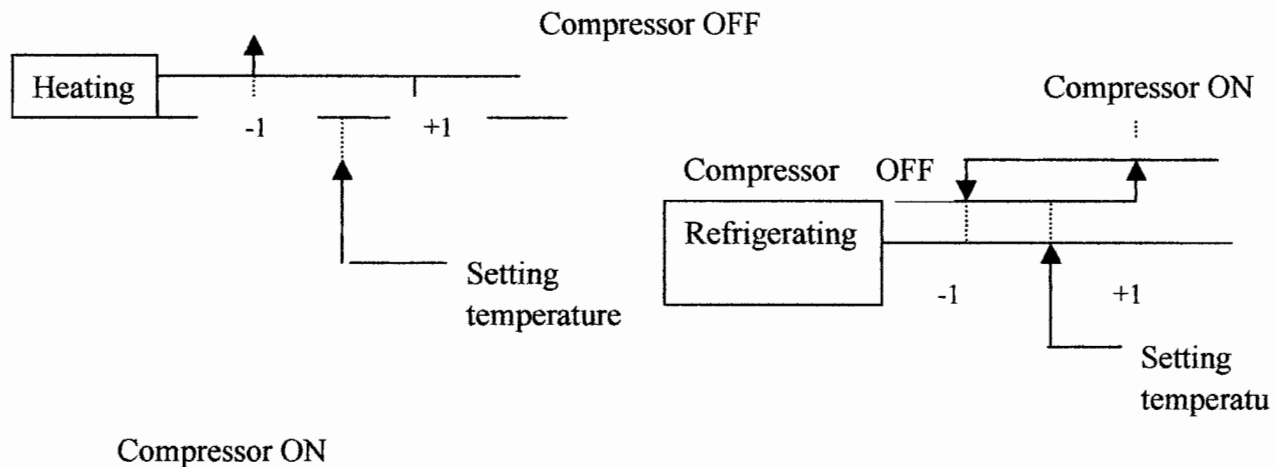 Compressor OFF
Heating
-1
+1
Setting
temperature
Compressor ON
Compressor ON
Compressor OFF
Refrigerating
-1
+1
Setting
temperatu